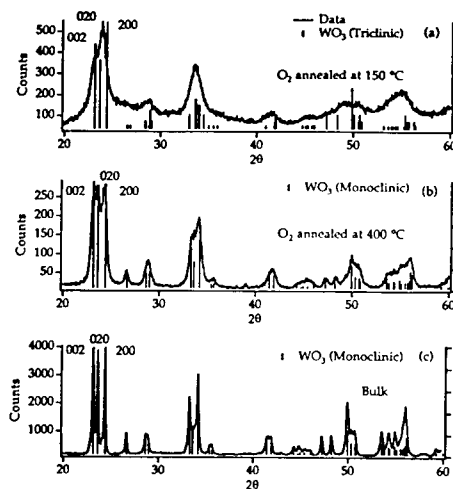 020
002
200
Data
WO₃ (Triclinic)
(a)
O₂ annealed at 150 °C
Counts
500
400
300
200
100
20
30
40
50
60
2θ
020
002
200
WO₃ (Monoclinic)
(b)
O₂ annealed at 400 °C
Counts
250
200
150
100
50
20
30
40
50
60
2θ
020
002
200
WO₃ (Monoclinic)
(c)
Bulk
Counts
4000
3000
2000
1000
20
30
40
50
60
2θ